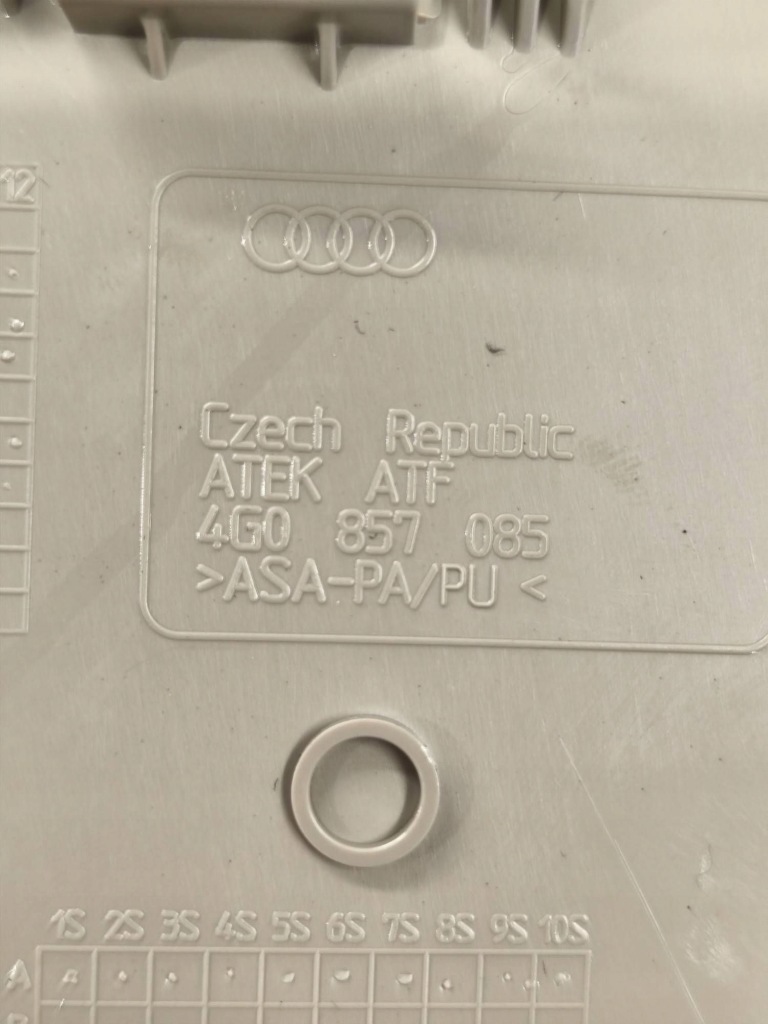 12
Czech Republic
ATEK ATF
4G0 857 085
>ASA-PA/PU <
1S 2S 3S 4S 5S 6S 7S 8S 9S 10S
A